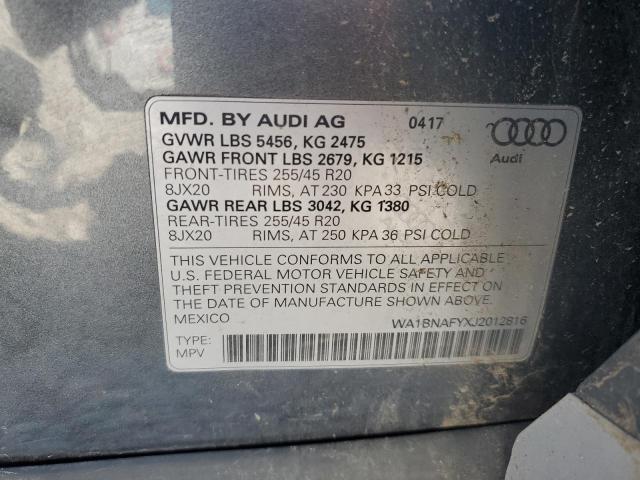 MFD. BY AUDI AG 0417
GVWR LBS 5456, KG 2475
GAWR FRONT LBS 2679, KG 1215
FRONT-TIRES 255/45 R20
8JX20 RIMS, AT 230 KPA 33 PSI COLD
GAWR REAR LBS 3042, KG 1380
REAR-TIRES 255/45 R20
8JX20 RIMS, AT 250 KPA 36 PSI COLD
Audi
THIS VEHICLE CONFORMS TO ALL APPLICABLE
U.S. FEDERAL MOTOR VEHICLE SAFETY AND
THEFT PREVENTION STANDARDS IN EFFECT ON
THE DATE OF MANUFACTURE SHOWN ABOVE.
MEXICO WA1BNAFYXJ2012816
TYPE:
MPV